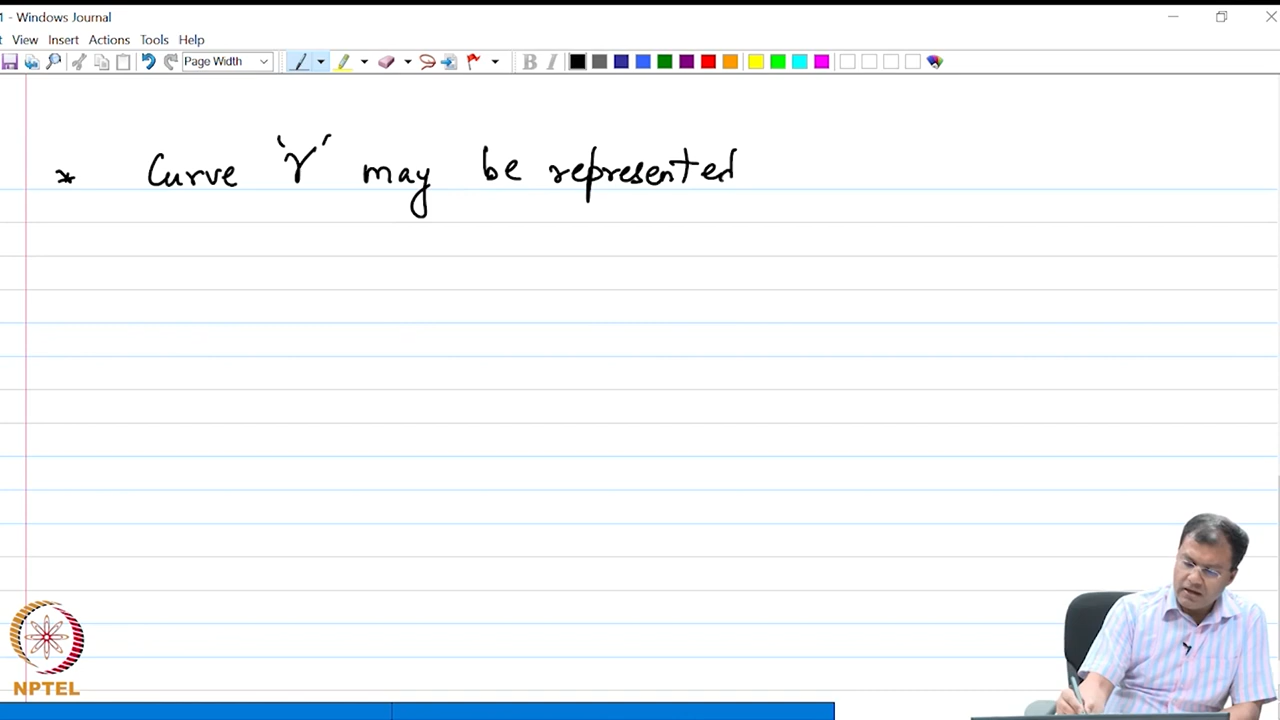 1 - Windows Journal
t View Insert Actions Tools Help
Page Width
B I
* Curve 'γ' may be represented
NPTEL